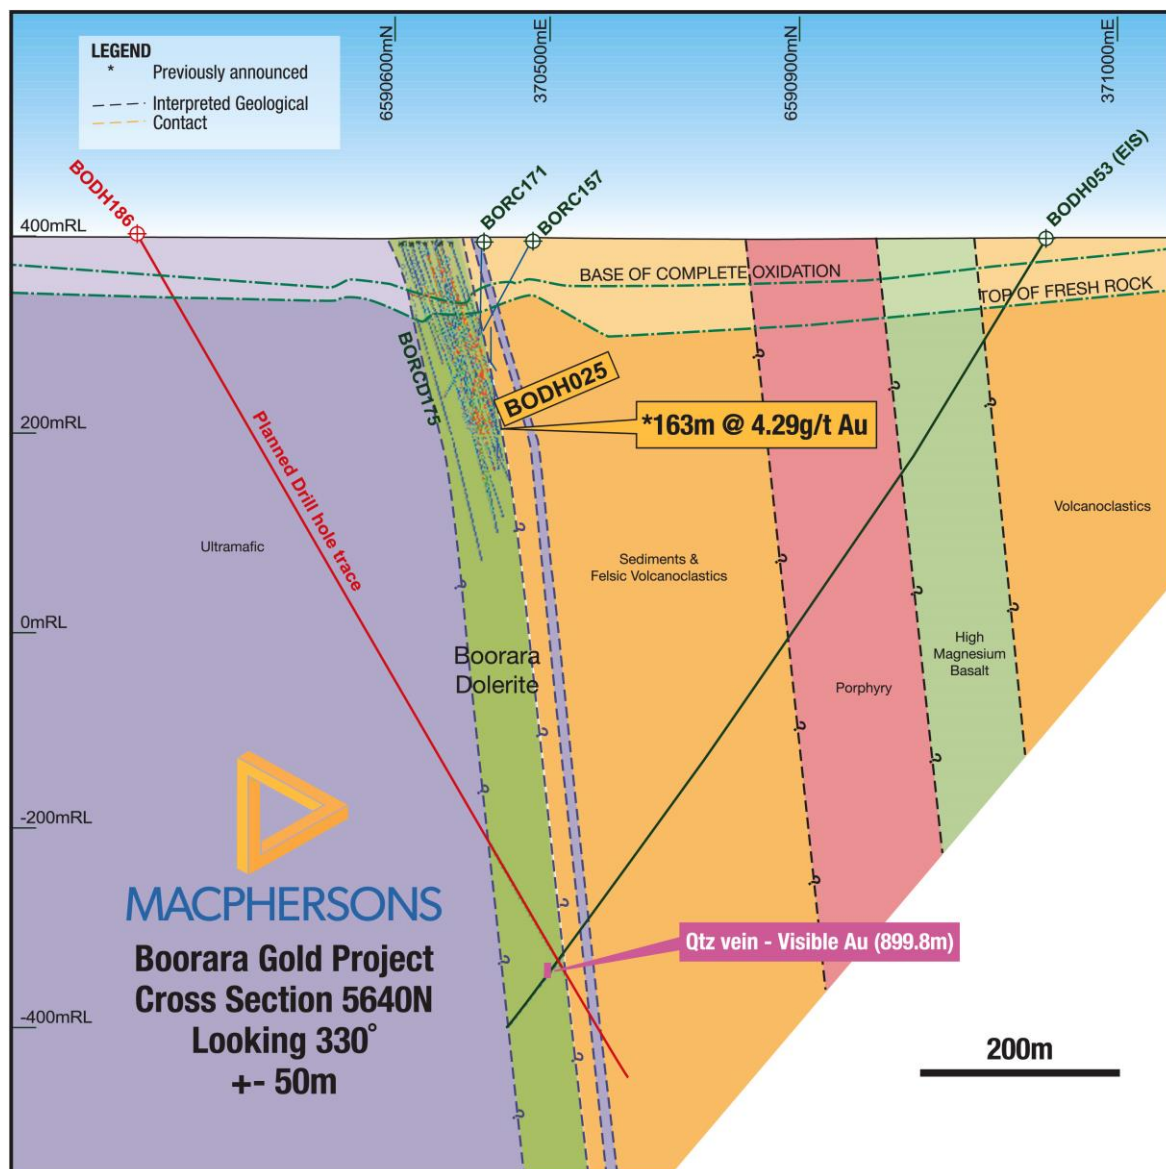 LEGEND
* Previously announced
Interpreted Geological
Contact
6590600mN
370500mE
6590900mN
371000mE
BODH186
BORC171
BORC157
BODH053 (EIS)
400mRL
BASE OF COMPLETE OXIDATION
TOP OF FRESH ROCK
BORCD175
BODH025
*163m @ 4.29g/t Au
200mRL
Planned Drill hole trace
Ultramafic
Sediments &
Felsic Volcanoclastics
Volcanoclastics
0mRL
Boorara
Dolerite
Porphyry
High
Magnesium
Basalt
-200mRL
MACPHERSONS
Boorara Gold Project
Cross Section 5640N
Looking 330°
+- 50m
Qtz vein - Visible Au (899.8m)
-400mRL
200m